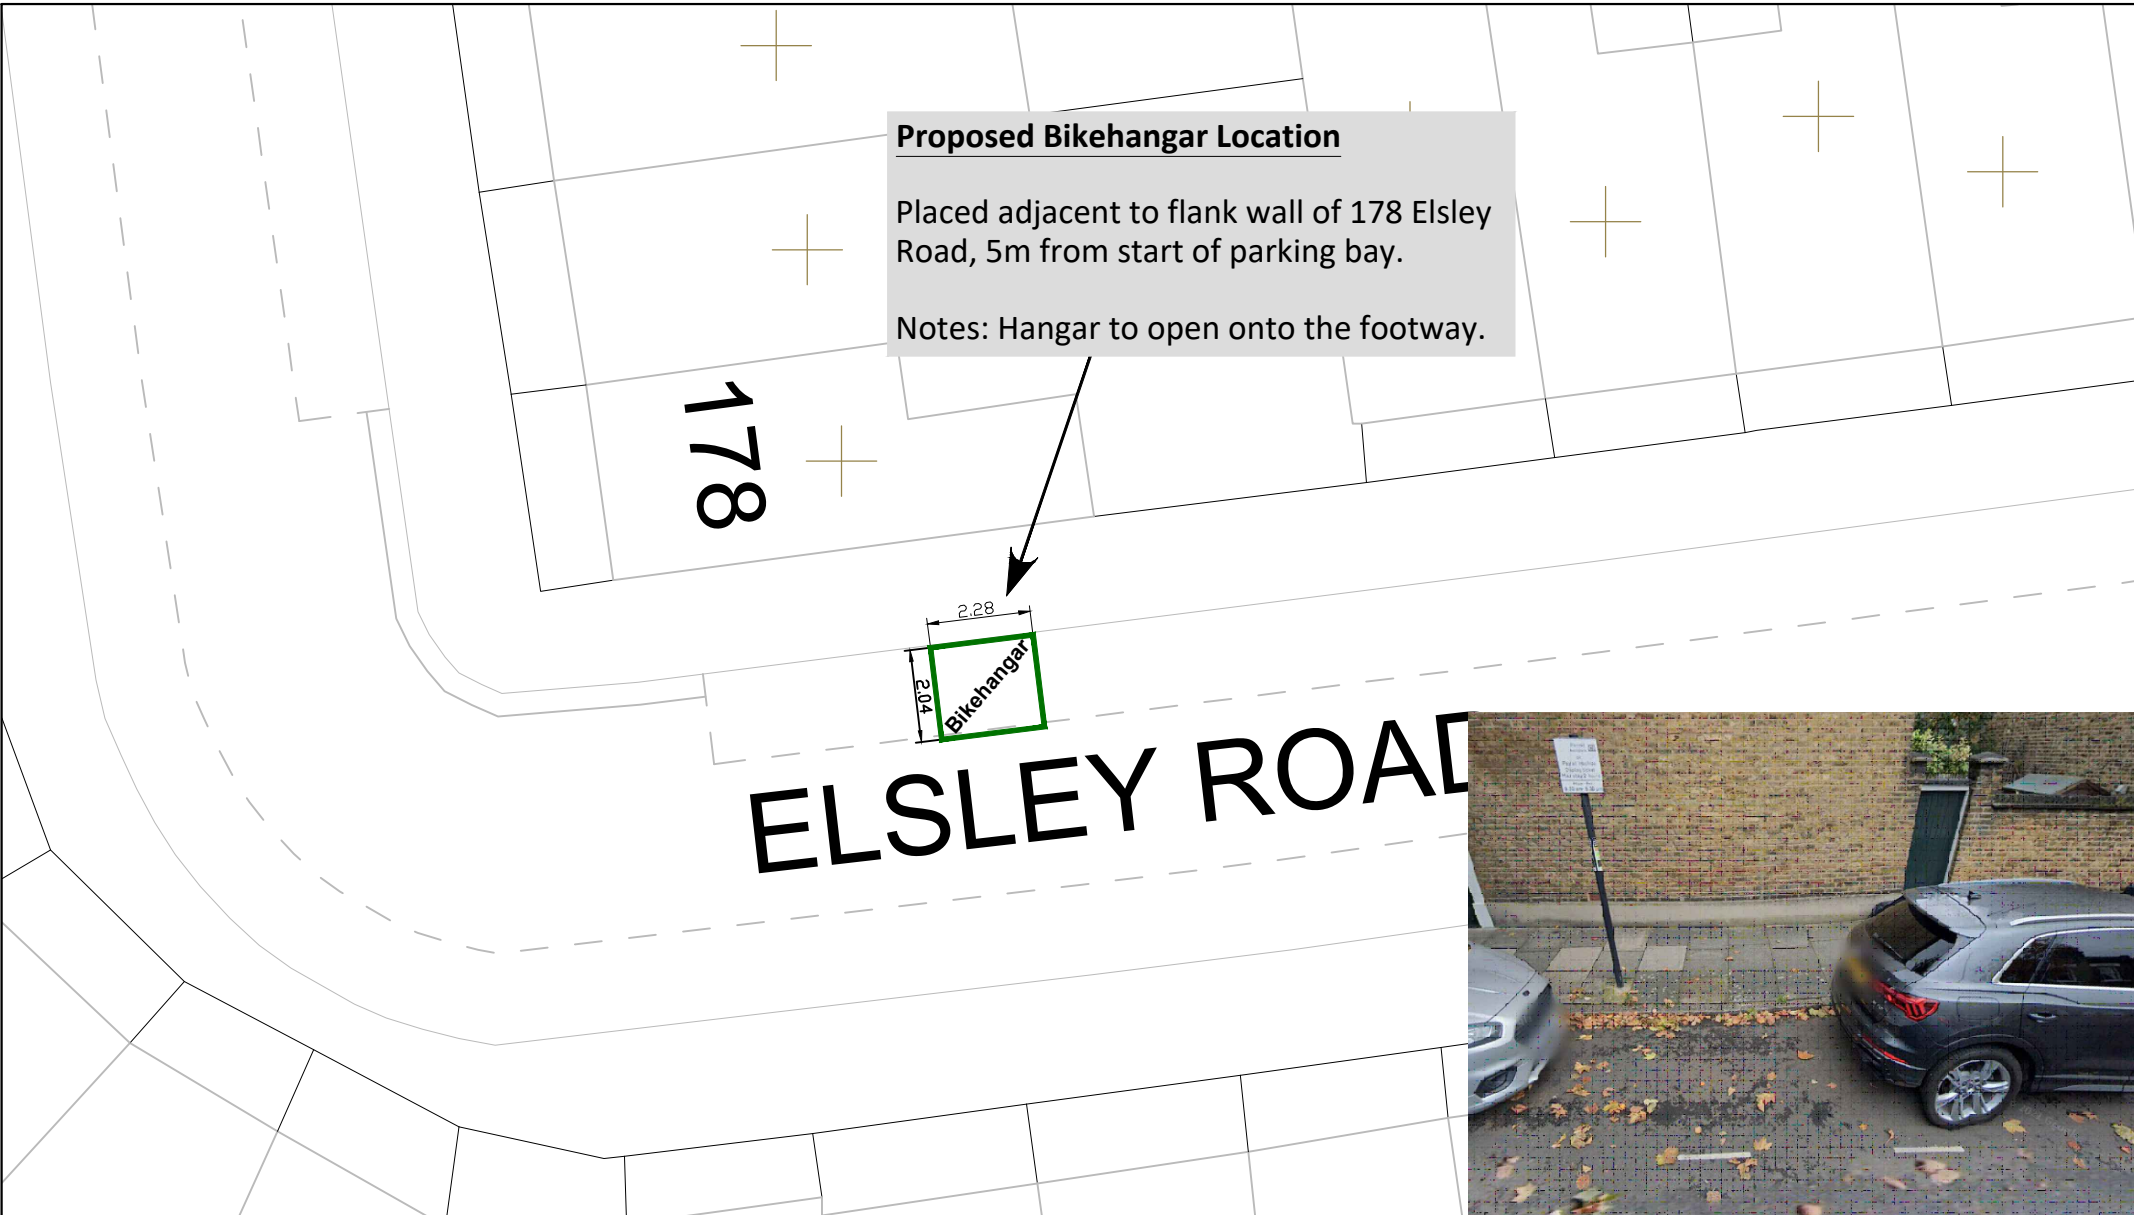 Proposed Bikehangar Location
Placed adjacent to flank wall of 178 Elsley
Road, 5m from start of parking bay.
Notes: Hangar to open onto the footway.
178
2.28
2.04
Bikehangar
ELSLEY ROAD